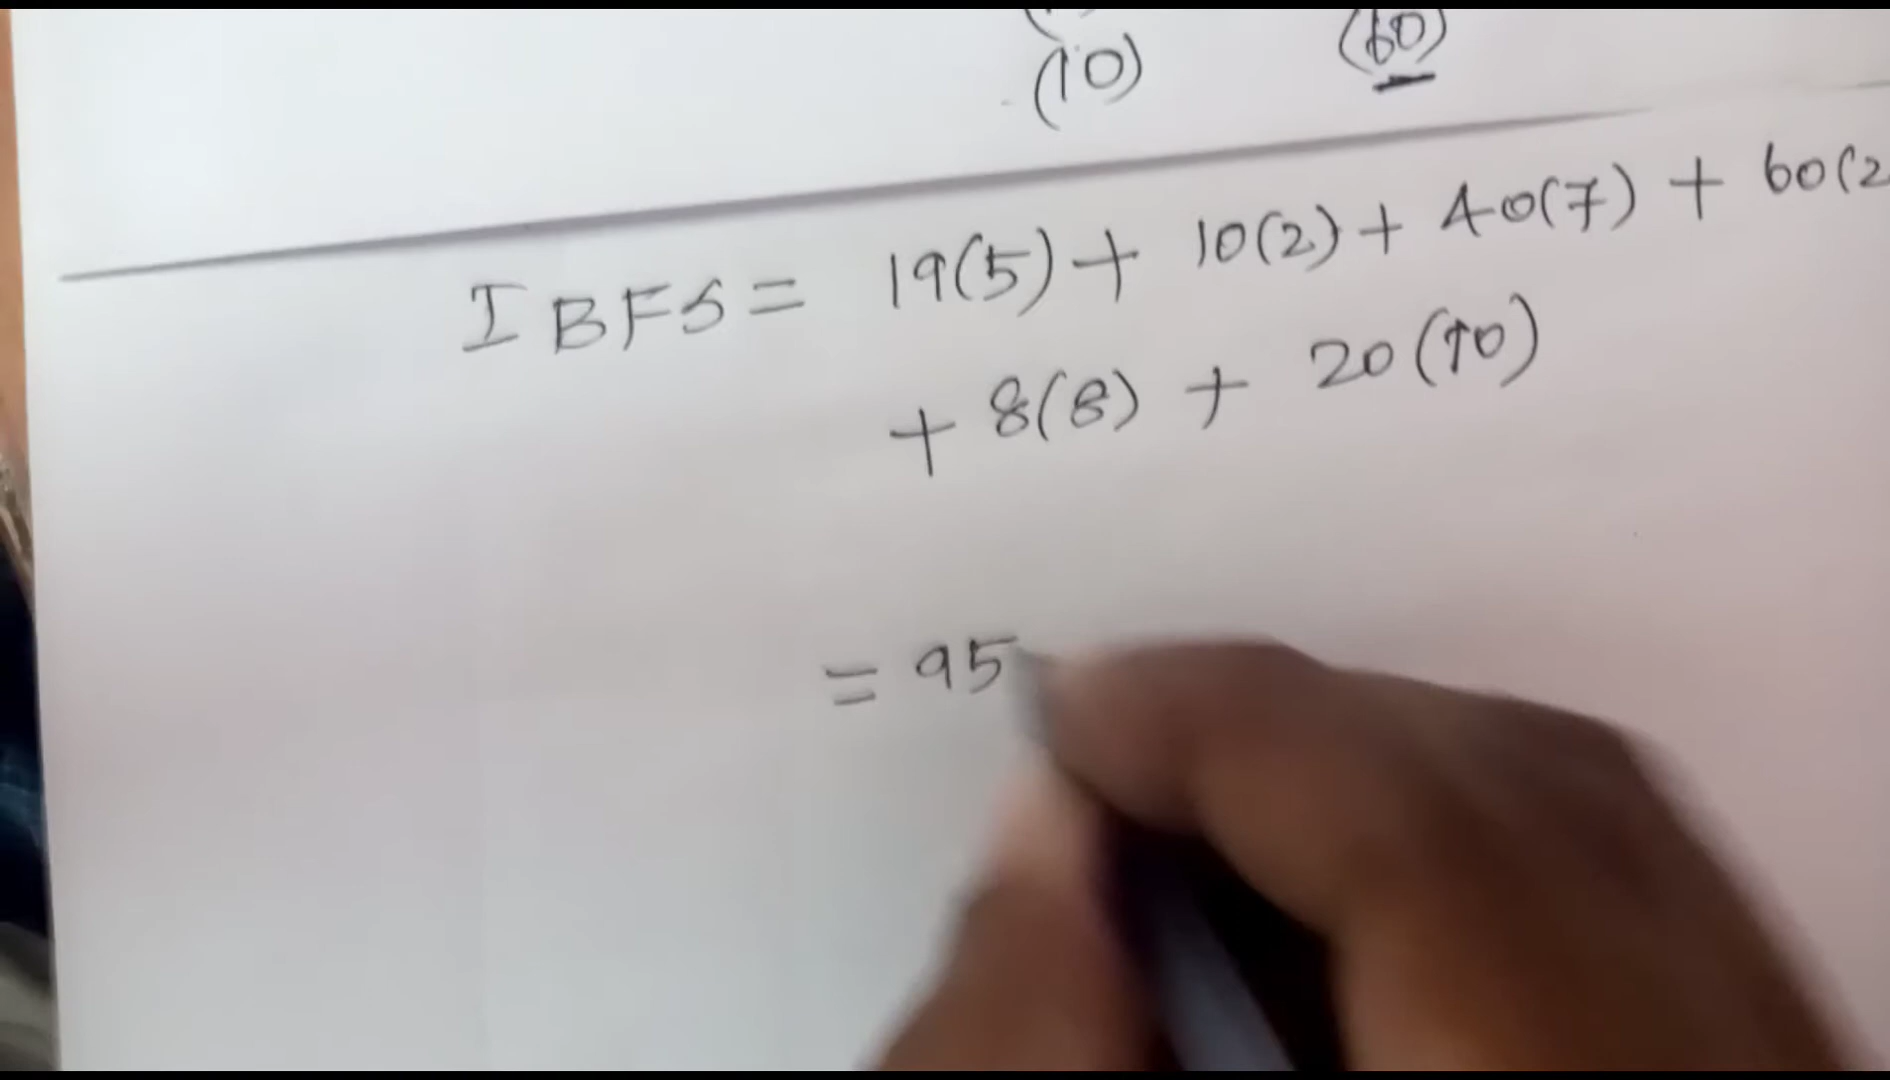 (10) (60)
IBFS = 19(5) + 10(2) + 40(7) + 60(2
+ 8(8) + 20(10)
= 95